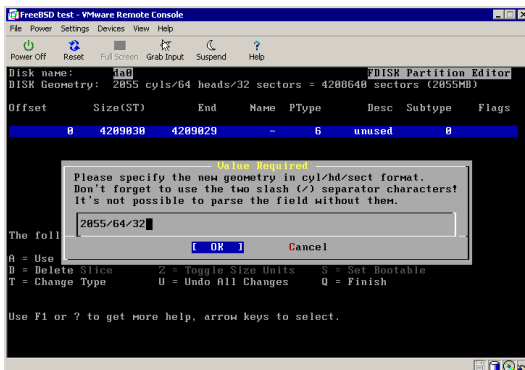 FreeBSD test - VMware Remote Console
File Power Settings Devices View Help
Power Off Reset Full Screen Grab Input Suspend Help
Disk name: da0 FDISK Partition Editor
DISK Geometry: 2055 cyls/64 heads/32 sectors = 4208640 sectors (2055MB)
Offset Size(ST) End Name PType Desc Subtype Flags
0 4209030 4209029 - 6 unused 0
Value Required
Please specify the new geometry in cyl/hd/sect format.
Don't forget to use the two slash (/) separator characters!
It's not possible to parse the field without them.
2055/64/32
The foll
[ OK ] Cancel
A = Use
D = Delete Slice Z = Toggle Size Units S = Set Bootable
T = Change Type U = Undo All Changes Q = Finish
Use F1 or ? to get more help, arrow keys to select.